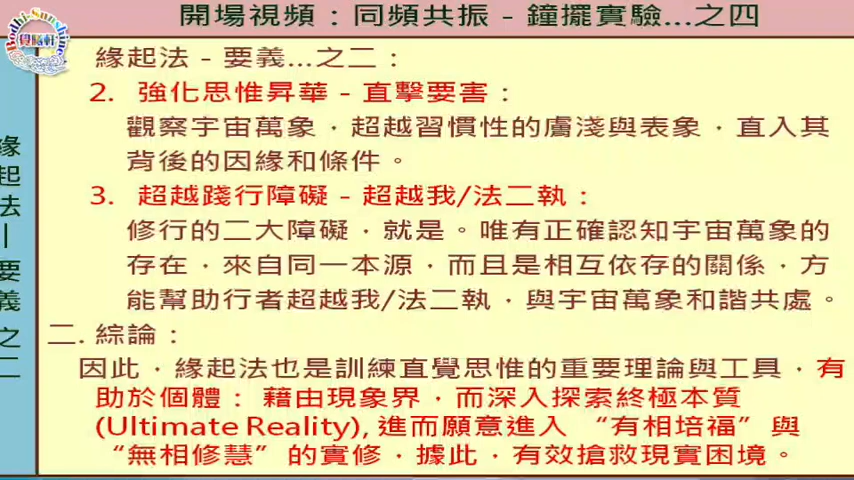 開場視頻：同頻共振－鐘擺實驗...之四
Bodhi-Sunshine
覺曦軒
緣起法－要義...之二：
2. 強化思惟昇華－直擊要害：
觀察宇宙萬象，超越習慣性的膚淺與表象，直入其
背後的因緣和條件。
3. 超越踐行障礙－超越我/法二執：
修行的二大障礙，就是。唯有正確認知宇宙萬象的
存在，來自同一本源，而且是相互依存的關係，方
能幫助行者超越我/法二執，與宇宙萬象和諧共處。
二. 綜論：
因此，緣起法也是訓練直覺思惟的重要理論與工具，有
助於個體：藉由現象界，而深入探索終極本質
(Ultimate Reality), 進而願意進入 “有相培福” 與
“無相修慧” 的實修，據此，有效搶救現實困境。
緣起法－要義 之二